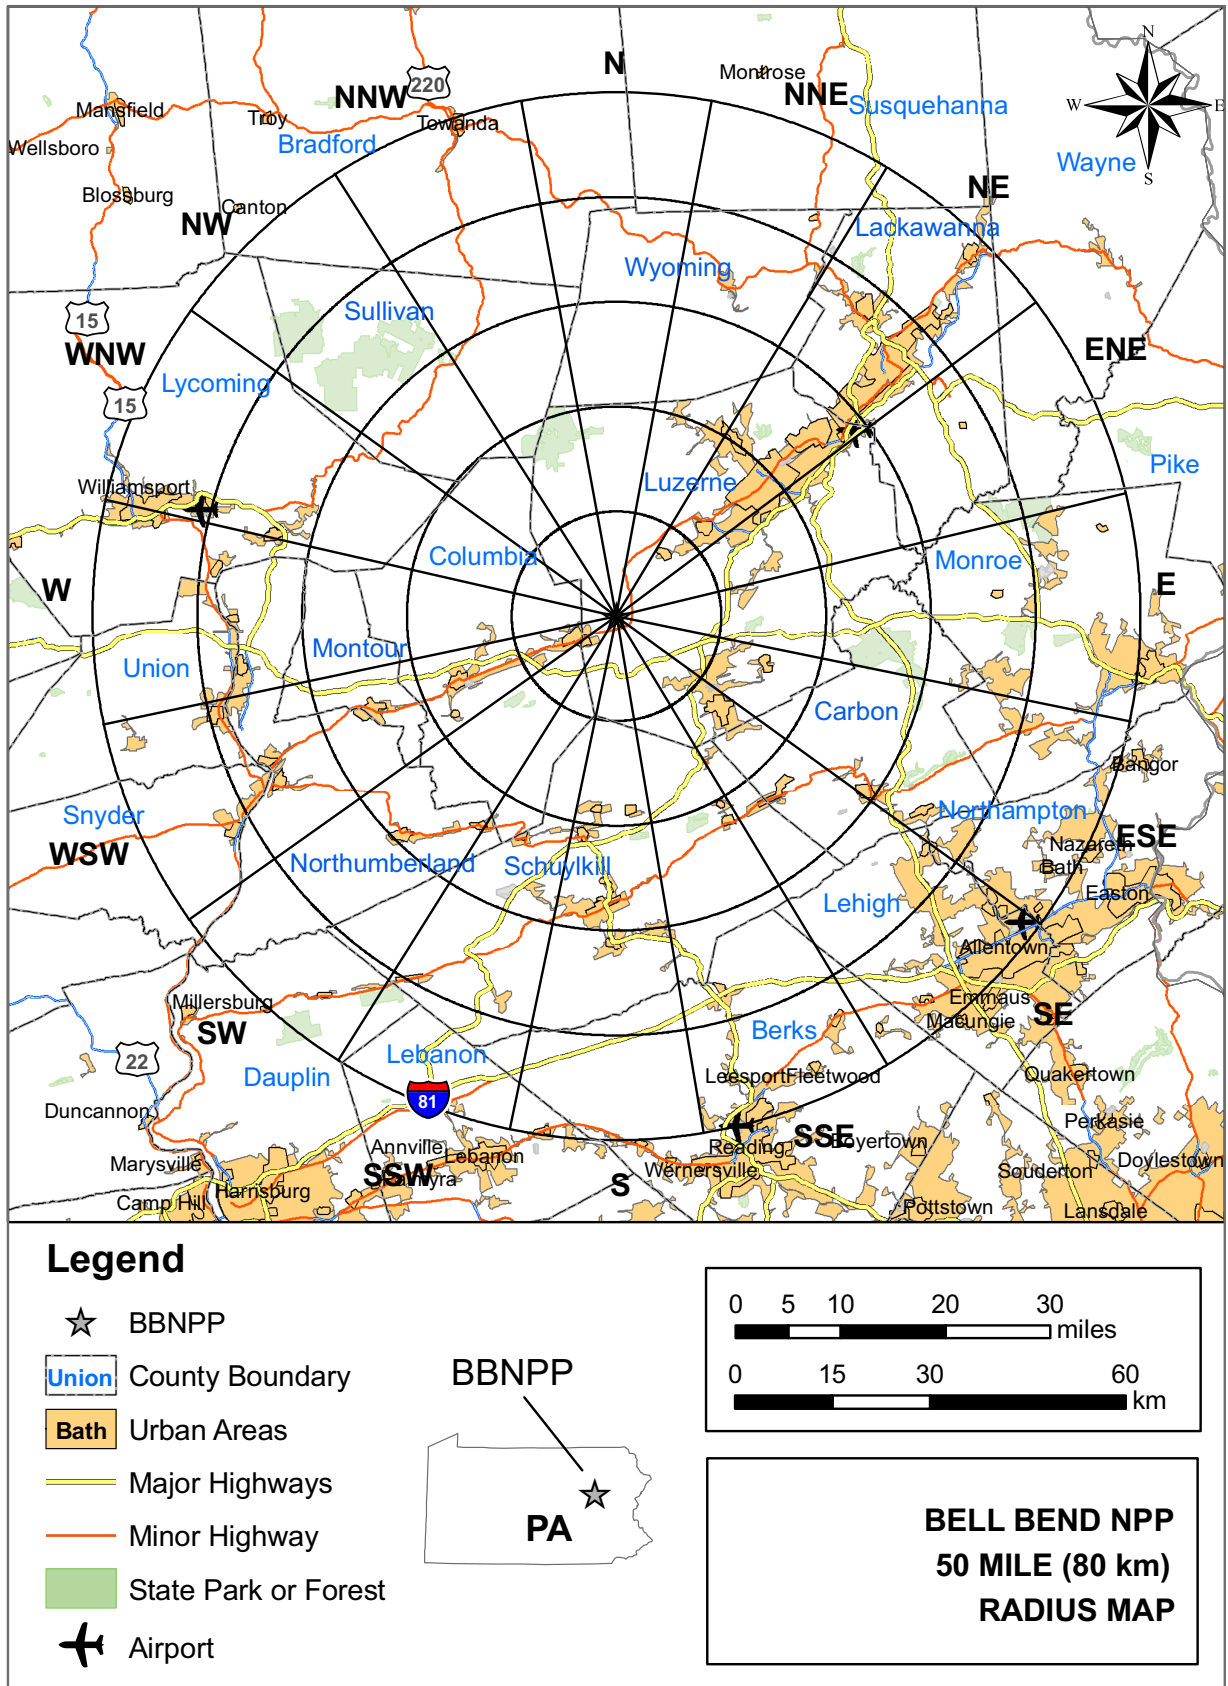 N
Montrose
N
NNW
220
NNE
Susquehanna
W
E
Mansfield
Troy
Towanda
Bradford
Wellsboro
Wayne
S
Blossburg
Canton
NW
NE
Lackawanna
Wyoming
Sullivan
15
WNW
ENE
Lycoming
15
Pike
Williamsport
Luzerne
Columbia
Monroe
W
E
Montour
Union
Carbon
Bangor
Snyder
Northampton
WSW
ESE
Nazareth
Northumberland
Schuylkill
Bath
Easton
Lehigh
Allentown
Millersburg
Emmaus
SW
Macungie
SE
Berks
Lebanon
22
Dauplin
Leesport
Fleetwood
Quakertown
81
Duncannon
Perkasie
SSE
Boyertown
Annville
Reading
Marysville
Lebanon
Wernersville
Souderton
Doylestown
SSW
S
Harrisburg
Camp Hill
Pottstown
Lansdale
Legend
BBNPP
Union
County Boundary
Bath
Urban Areas
Major Highways
Minor Highway
State Park or Forest
Airport
BBNPP
PA
0 5 10 20 30
miles
0 15 30 60
km
BELL BEND NPP
50 MILE (80 km)
RADIUS MAP